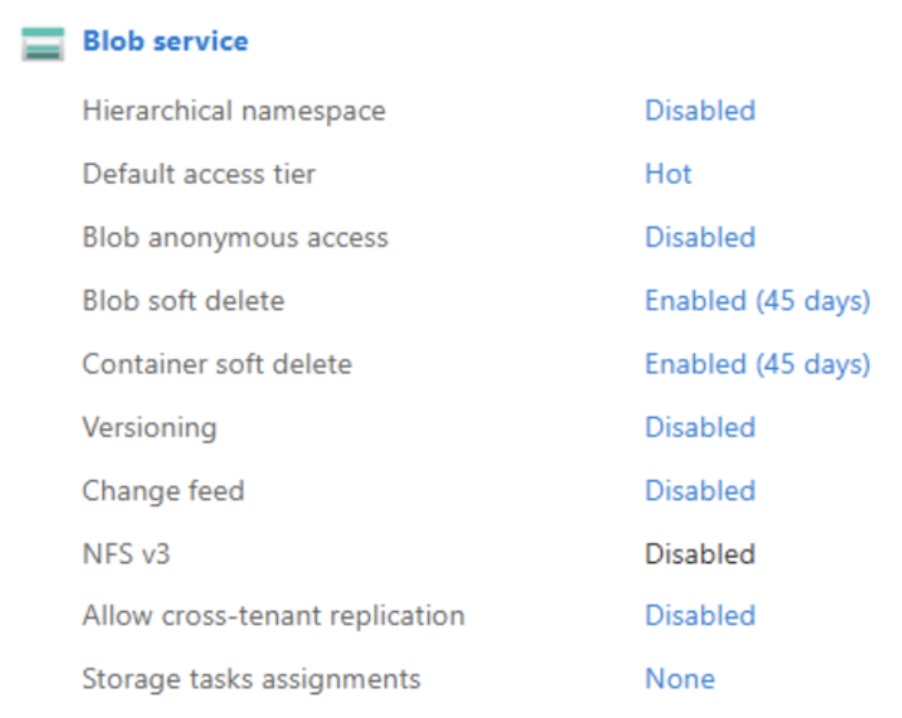 Blob service
Hierarchical namespace Disabled
Default access tier Hot
Blob anonymous access Disabled
Blob soft delete Enabled (45 days)
Container soft delete Enabled (45 days)
Versioning Disabled
Change feed Disabled
NFS v3 Disabled
Allow cross-tenant replication Disabled
Storage tasks assignments None